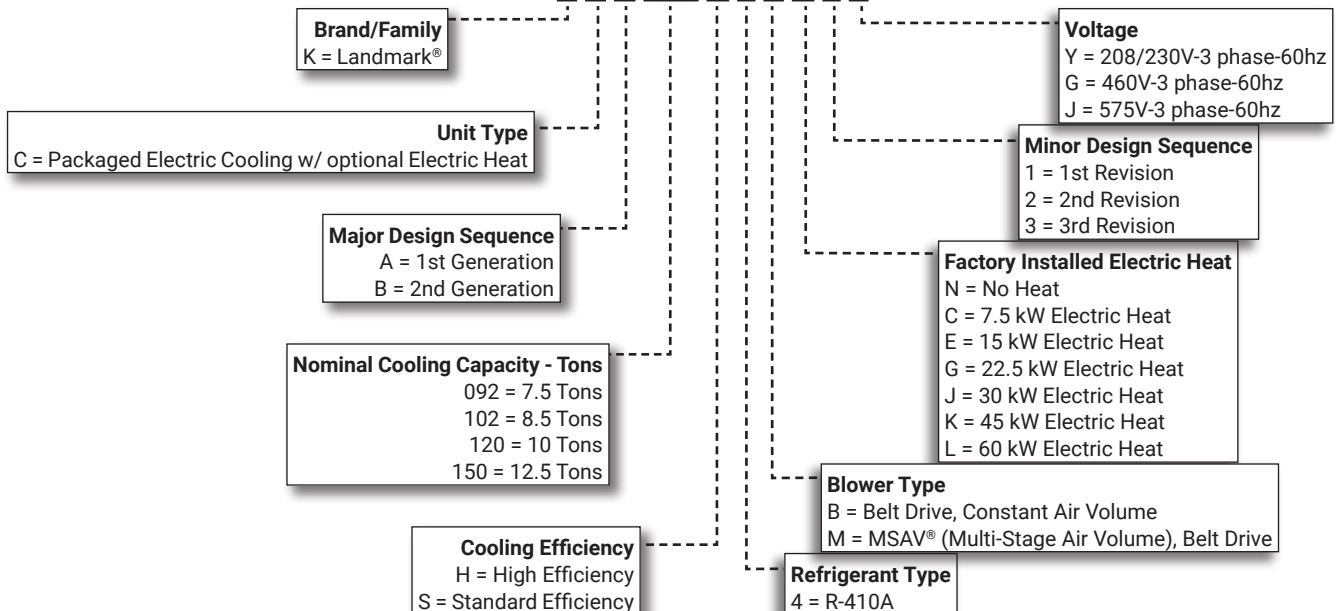 Brand/Family
K = Landmark®
Unit Type
C = Packaged Electric Cooling w/ optional Electric Heat
Major Design Sequence
A = 1st Generation
B = 2nd Generation
Nominal Cooling Capacity - Tons
092 = 7.5 Tons
102 = 8.5 Tons
120 = 10 Tons
150 = 12.5 Tons
Cooling Efficiency
H = High Efficiency
S = Standard Efficiency
Voltage
Y = 208/230V-3 phase-60hz
G = 460V-3 phase-60hz
J = 575V-3 phase-60hz
Minor Design Sequence
1 = 1st Revision
2 = 2nd Revision
3 = 3rd Revision
Factory Installed Electric Heat
N = No Heat
C = 7.5 kW Electric Heat
E = 15 kW Electric Heat
G = 22.5 kW Electric Heat
J = 30 kW Electric Heat
K = 45 kW Electric Heat
L = 60 kW Electric Heat
Blower Type
B = Belt Drive, Constant Air Volume
M = MSAV® (Multi-Stage Air Volume), Belt Drive
Refrigerant Type
4 = R-410A